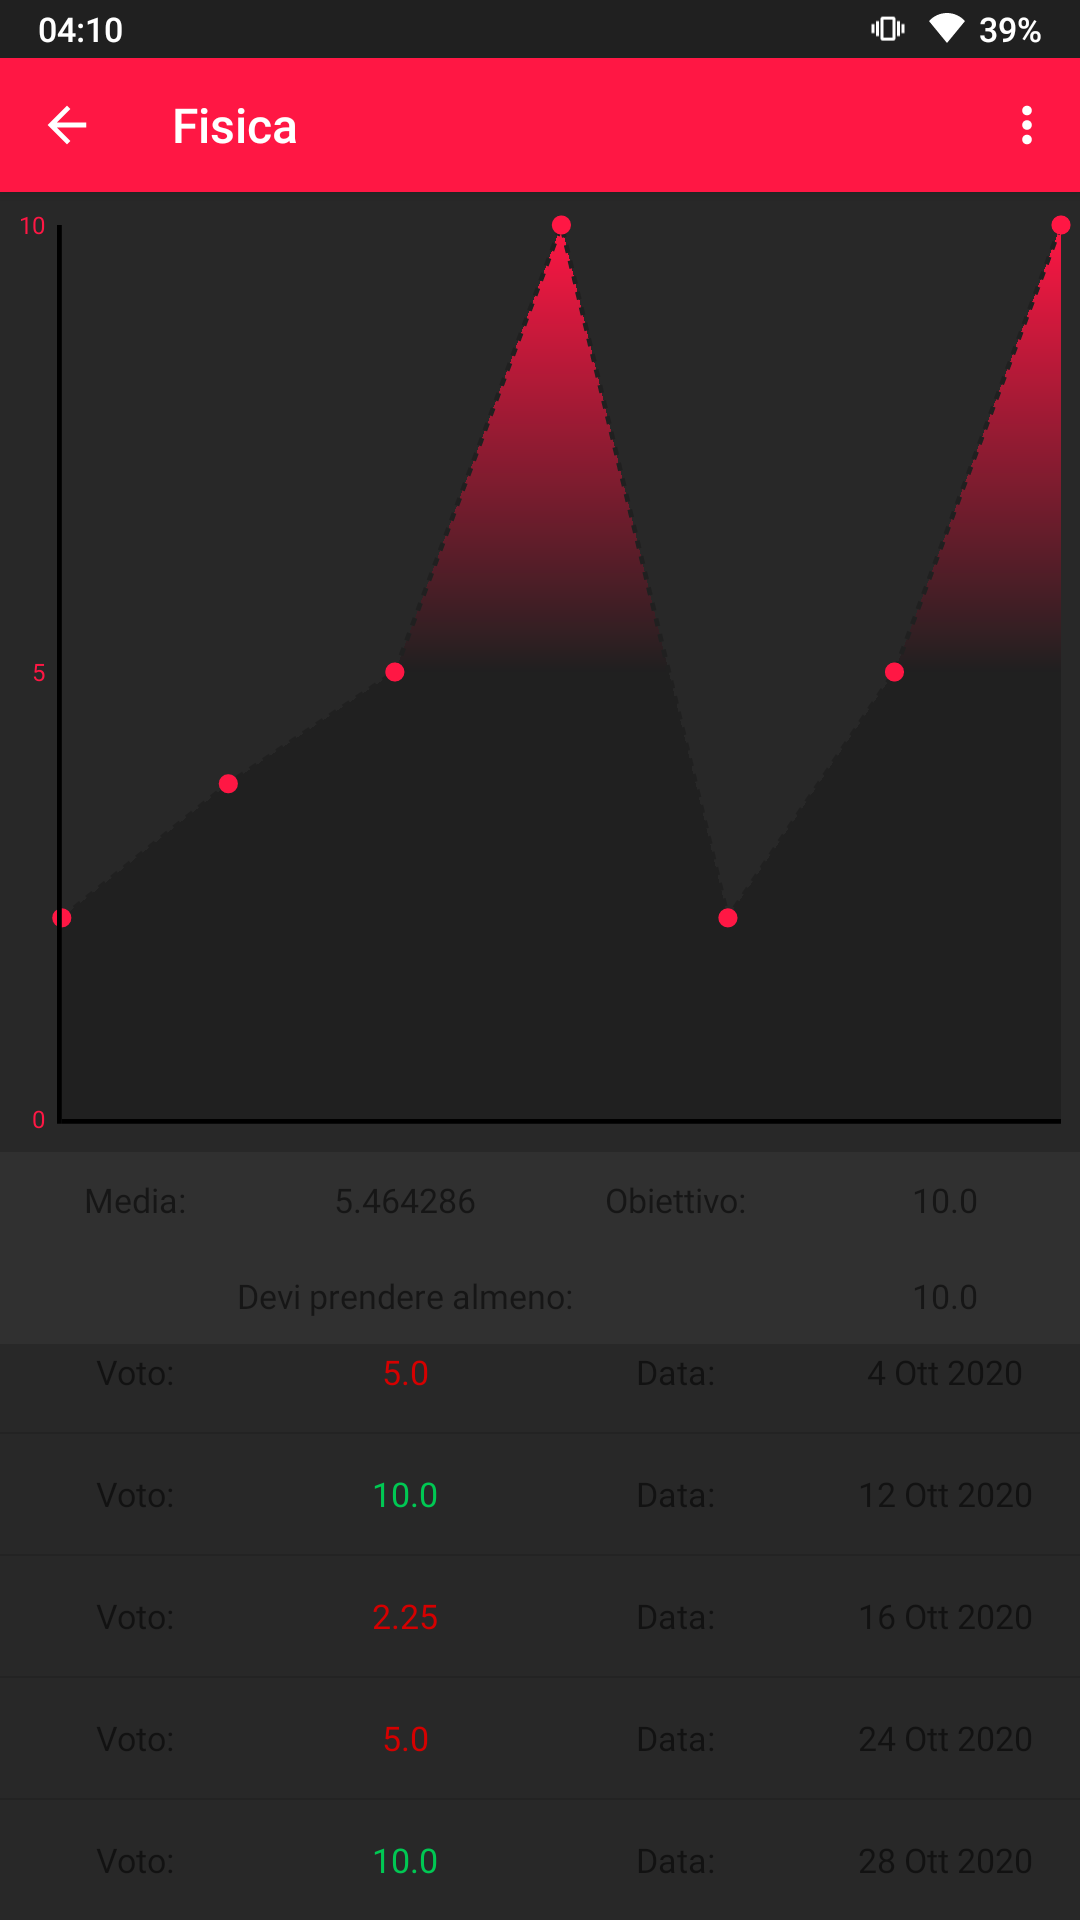 04:10 39%
Fisica
10
5
0
Media: 5.464286 Obiettivo: 10.0
Devi prendere almeno: 10.0
Voto: 5.0 Data: 4 Ott 2020
Voto: 10.0 Data: 12 Ott 2020
Voto: 2.25 Data: 16 Ott 2020
Voto: 5.0 Data: 24 Ott 2020
Voto: 10.0 Data: 28 Ott 2020